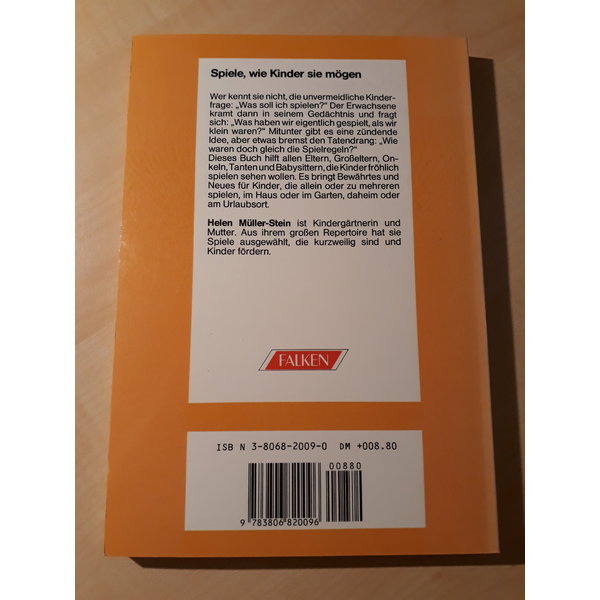 Spiele, wie Kinder sie mögen
Wer kennt sie nicht, die unvermeidliche Kinder-
frage: „Was soll ich spielen?“ Der Erwachsene
kramt dann in seinem Gedächtnis und fragt
sich: „Was haben wir eigentlich gespielt, als wir
klein waren?“ Mitunter gibt es eine zündende
Idee, aber etwas bremst den Tatendrang: „Wie
waren doch gleich die Spielregeln?“
Dieses Buch hilft allen Eltern, Großeltern, On-
keln, Tanten und Babysittern, die Kinder fröhlich
spielen sehen wollen. Es bringt Bewährtes und
Neues für Kinder, die allein oder zu mehreren
spielen, im Haus oder im Garten, daheim oder
am Urlaubsort.
Helen Müller-Stein ist Kindergärtnerin und
Mutter. Aus ihrem großen Repertoire hat sie
Spiele ausgewählt, die kurzweilig sind und
Kinder fördern.
FALKEN
ISB N 3-8068-2009-0 DM +008.80
00880
9 783806 820096